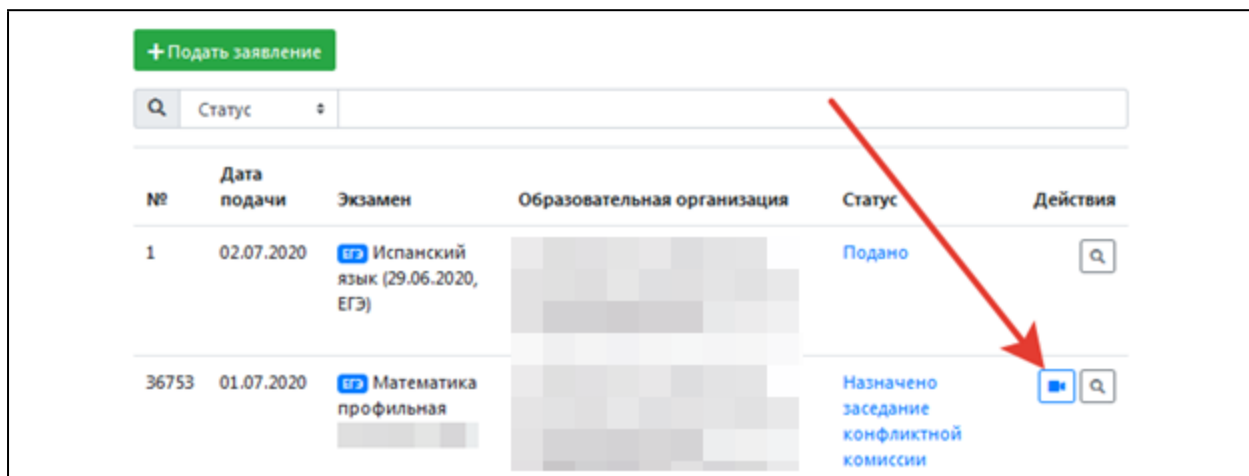 + Подать заявление
Статус
№ Дата подачи Экзамен Образовательная организация Статус Действия
1 02.07.2020 ЕГЭ Испанский Подано
язык (29.06.2020,
ЕГЭ)
36753 01.07.2020 ЕГЭ Математика Назначено
профильная заседание
конфликтной
комиссии